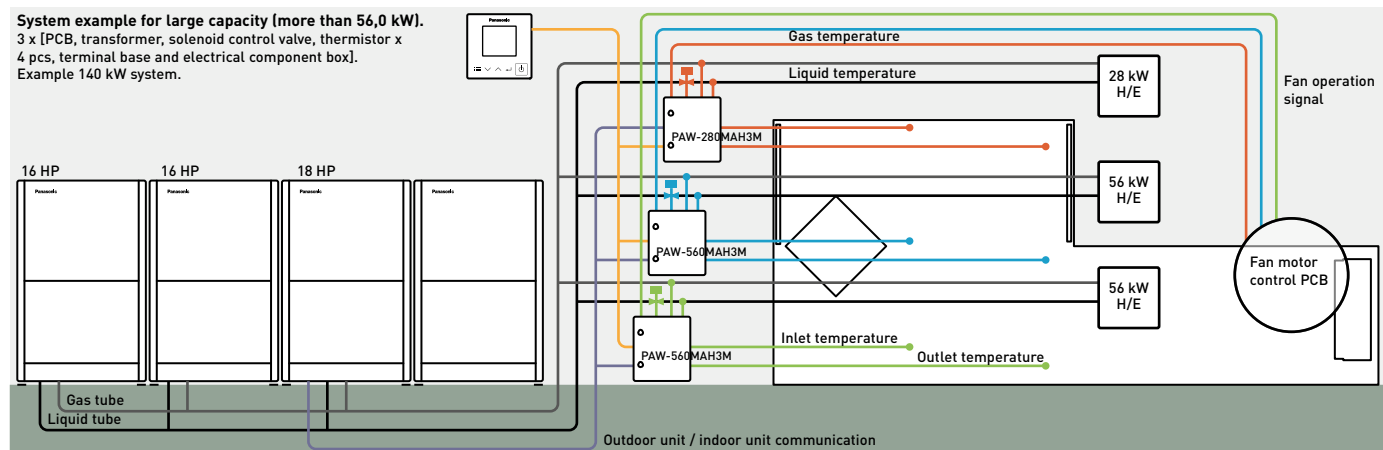 System example for large capacity (more than 56,0 kW).
3 x [PCB, transformer, solenoid control valve, thermistor x
4 pcs, terminal base and electrical component box].
Example 140 kW system.
Panasonic
Gas temperature
Liquid temperature
28 kW
H/E
Fan operation
signal
PAW-280MAH3M
16 HP
16 HP
18 HP
Panasonic
Panasonic
Panasonic
Panasonic
56 kW
H/E
PAW-560MAH3M
Fan motor
control PCB
56 kW
H/E
Inlet temperature
PAW-560MAH3M
Outlet temperature
Gas tube
Liquid tube
Outdoor unit / indoor unit communication